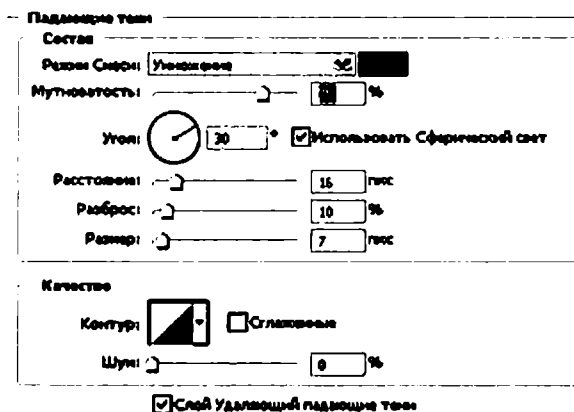 Падающие тени
Состав
Режим Смеси: Умножение
Мутноватость: %
Угол: 30 ° Использовать Сферический свет
Расстояние: 16 пикс
Разброс: 10 %
Размер: 7 пикс
Качество
Контур: Сглаженные
Шум: 0 %
Слой Удаляющий падающие тени